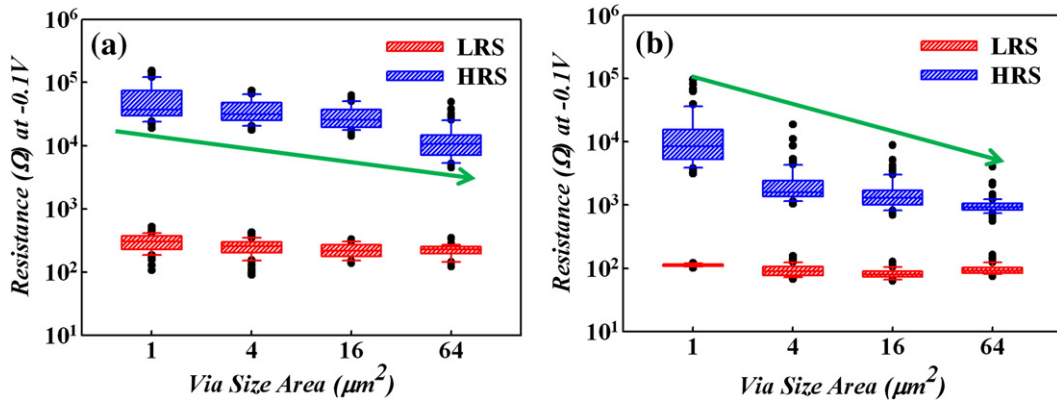 (a)
LRS
HRS
Resistance (Ω) at -0.1V
10^6
10^5
10^4
10^3
10^2
10^1
1 4 16 64
Via Size Area (μm^2)
(b)
LRS
HRS
Resistance (Ω) at -0.1V
10^6
10^5
10^4
10^3
10^2
10^1
1 4 16 64
Via Size Area (μm^2)